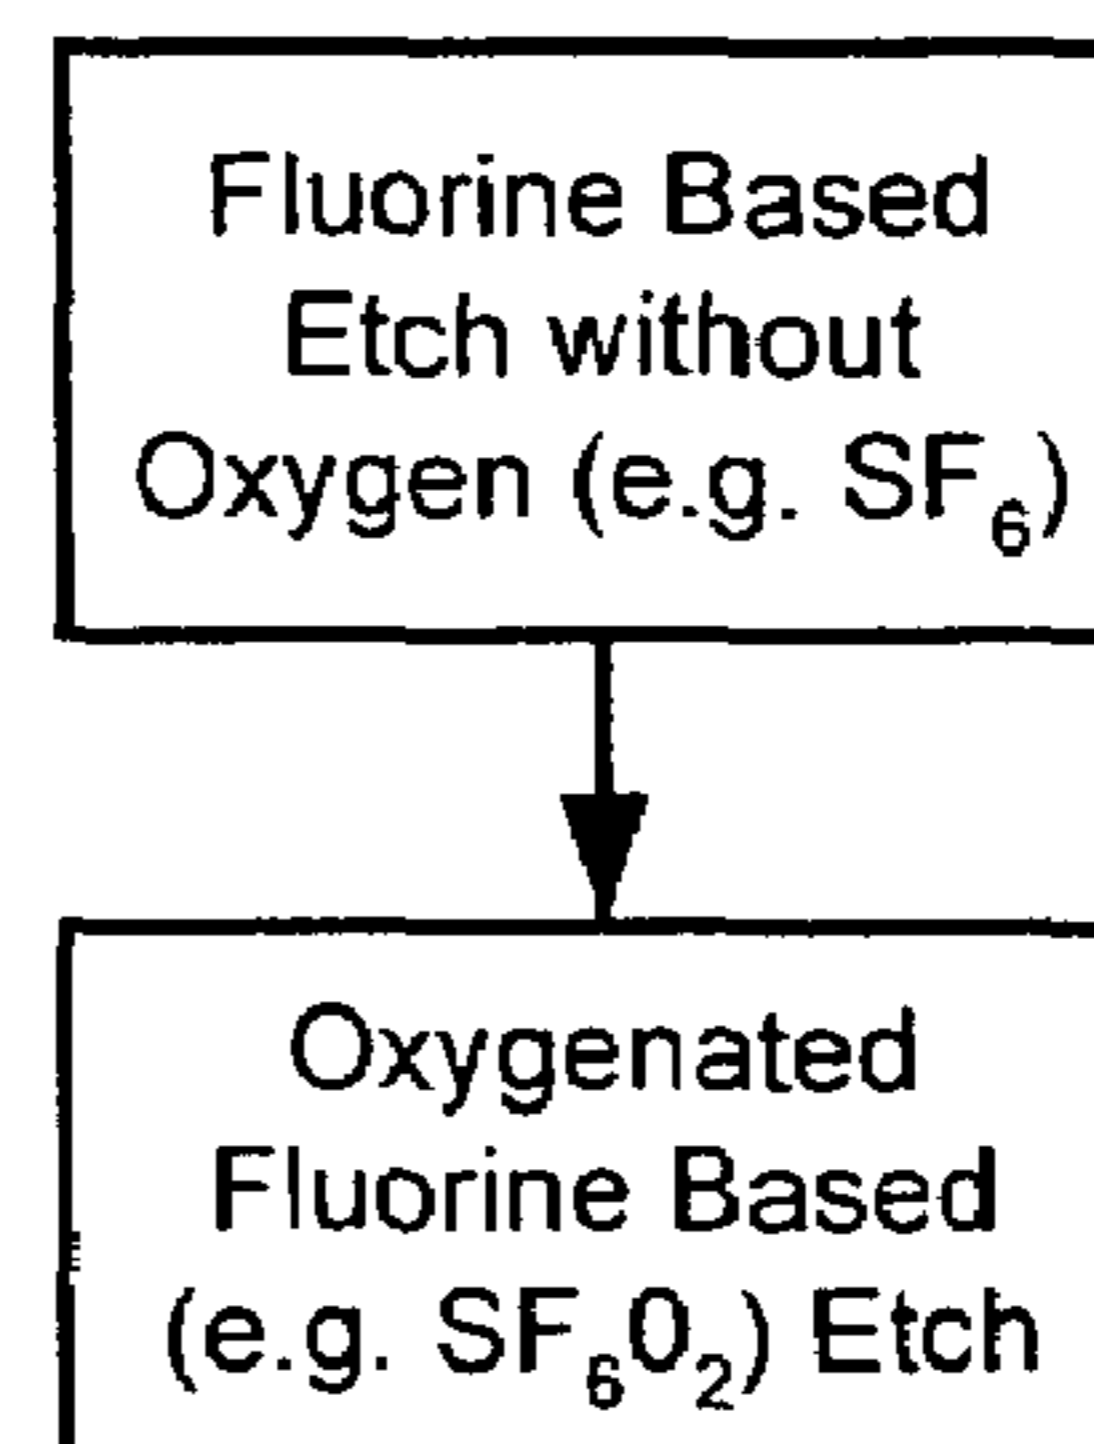 Fluorine Based
Etch without
Oxygen (e.g. SF₆)
Oxygenated
Fluorine Based
(e.g. SF₆0₂) Etch